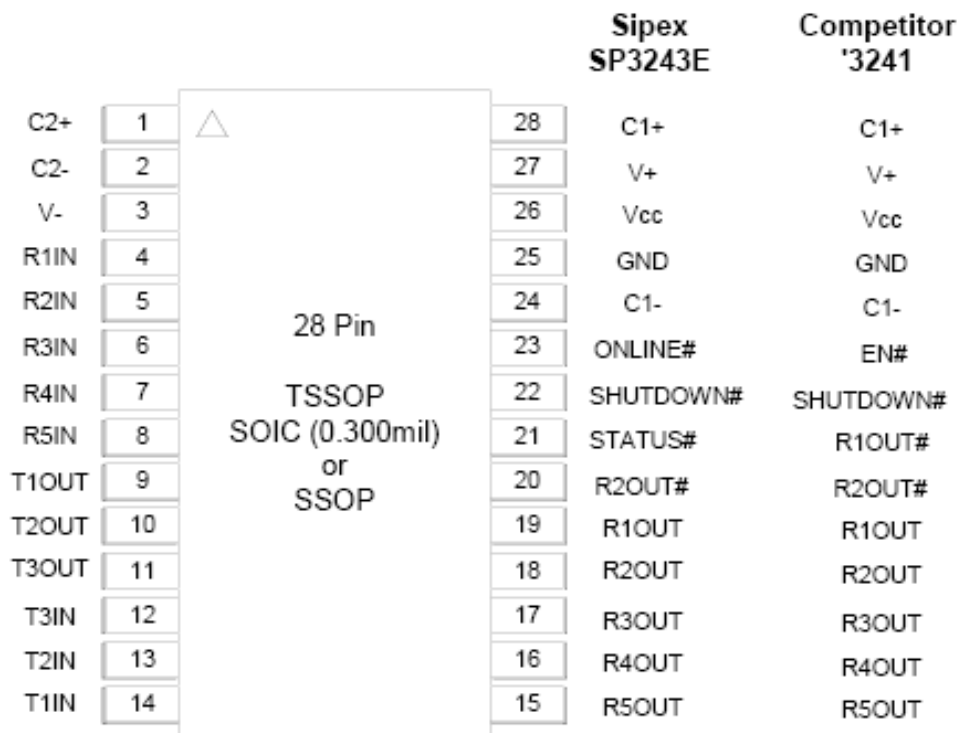 Sipex Competitor
SP3243E '3241
C2+ 1 28 C1+ C1+
C2- 2 27 V+ V+
V- 3 26 Vcc Vcc
R1IN 4 25 GND GND
R2IN 5 24 C1- C1-
28 Pin
R3IN 6 23 ONLINE# EN#
R4IN 7 TSSOP 22 SHUTDOWN# SHUTDOWN#
R5IN 8 SOIC (0.300mil) 21 STATUS# R1OUT#
or
T1OUT 9 SSOP 20 R2OUT# R2OUT#
T2OUT 10 19 R1OUT R1OUT
T3OUT 11 18 R2OUT R2OUT
T3IN 12 17 R3OUT R3OUT
T2IN 13 16 R4OUT R4OUT
T1IN 14 15 R5OUT R5OUT